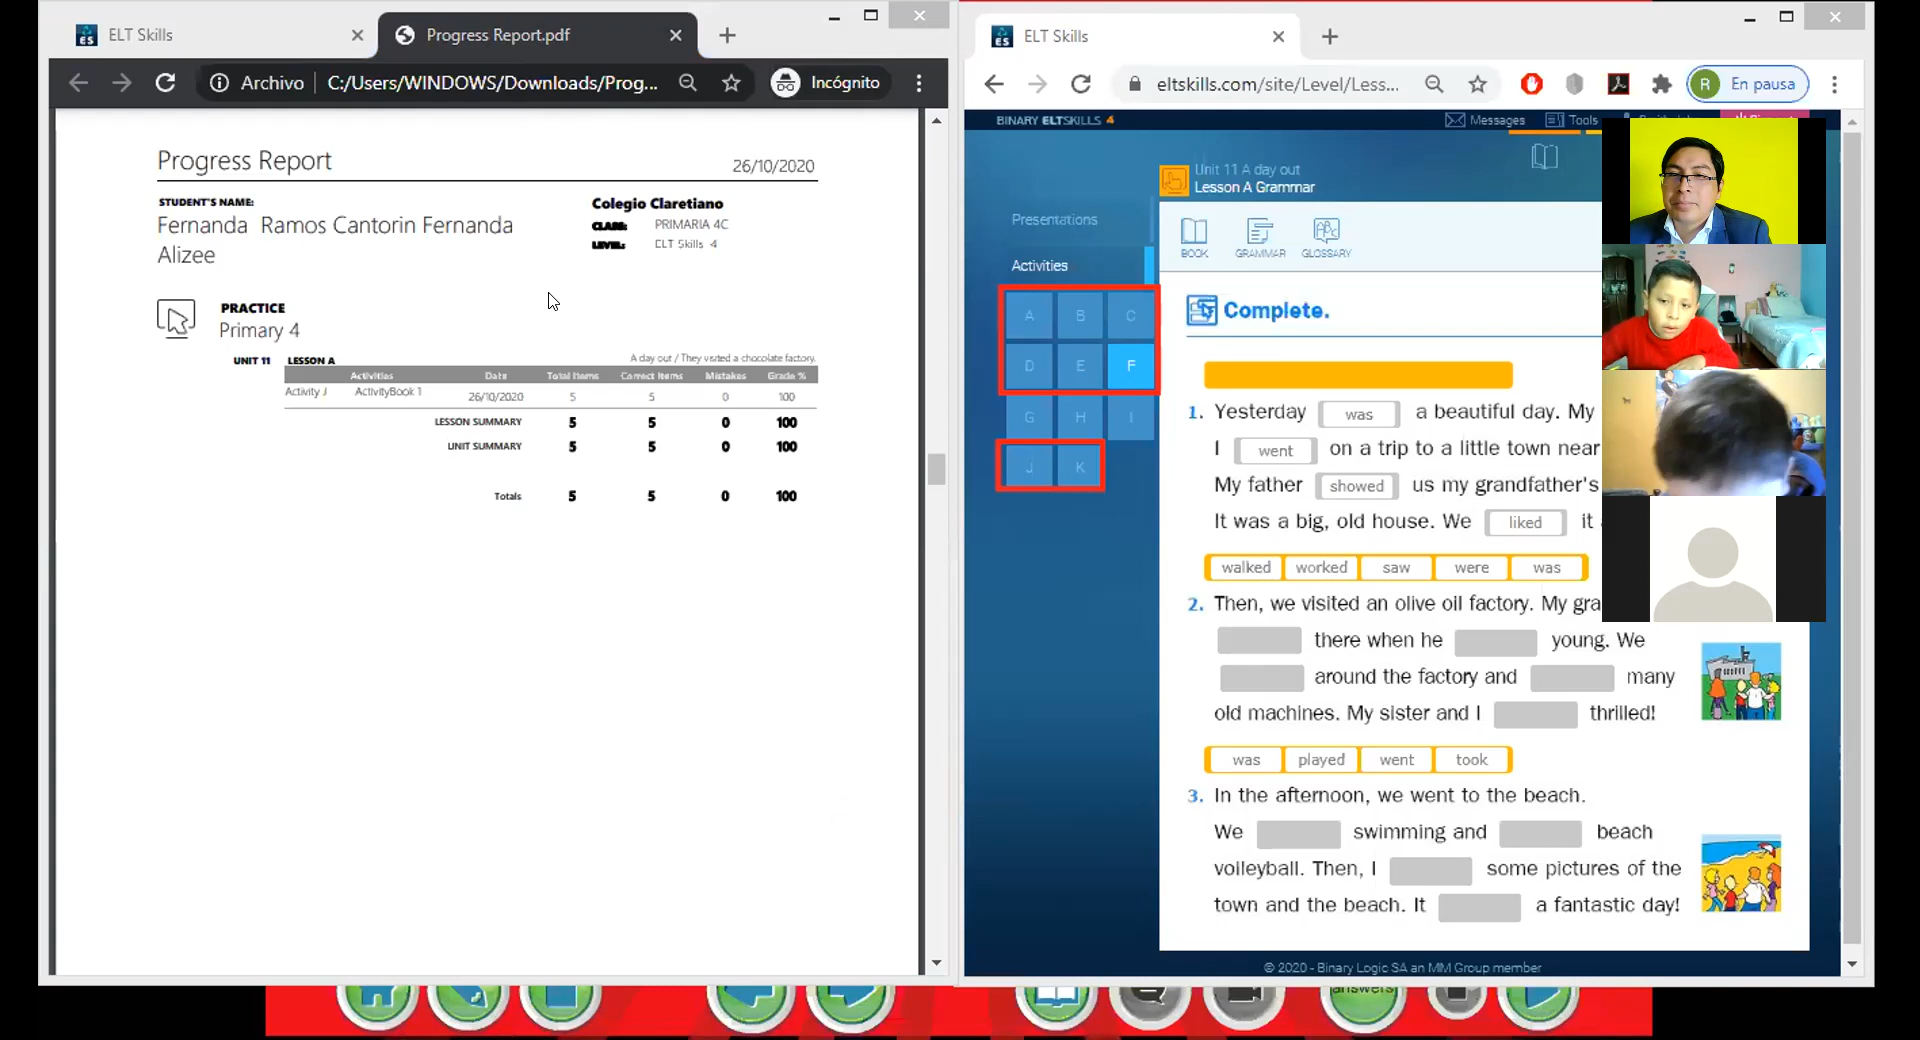 ELT Skills
Progress Report.pdf
Archivo
C:/Users/WINDOWS/Downloads/Prog...
Incógnito
Progress Report
26/10/2020
STUDENT'S NAME:
Fernanda Ramos Cantorin Fernanda
Alizee
Colegio Claretiano
CLASS: PRIMARIA 4C
LEVEL: ELT Skills 4
PRACTICE
Primary 4
UNIT 11 LESSON A A day out / They visited a chocolate factory.
Activities Date Total Items Correct Items Mistakes Grade %
Activity J ActivityBook 1 26/10/2020 5 5 0 100
LESSON SUMMARY 5 5 0 100
UNIT SUMMARY 5 5 0 100
Totals 5 5 0 100
ELT Skills
eltskills.com/site/Level/Less...
R En pausa
BINARY ELTSKILLS 4
Messages
Tools
Unit 11 A day out
Lesson A Grammar
Presentations
Activities
A B C
D E F
G H I
J K
BOOK GRAMMAR GLOSSARY
Complete.
1. Yesterday was a beautiful day. My
I went on a trip to a little town near
My father showed us my grandfather's
It was a big, old house. We liked it
walked worked saw were was
2. Then, we visited an olive oil factory. My gra
there when he young. We
around the factory and many
old machines. My sister and I thrilled!
was played went took
3. In the afternoon, we went to the beach.
We swimming and beach
volleyball. Then, I some pictures of the
town and the beach. It a fantastic day!
© 2020 - Binary Logic SA an MM Group member
answers